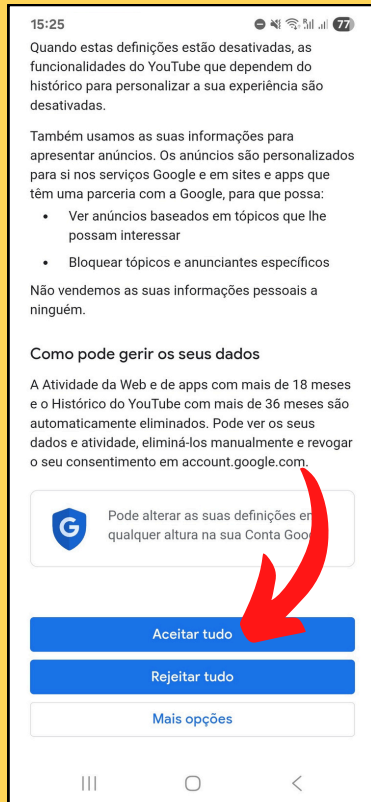 15:25
77
Quando estas definições estão desativadas, as
funcionalidades do YouTube que dependem do
histórico para personalizar a sua experiência são
desativadas.
Também usamos as suas informações para
apresentar anúncios. Os anúncios são personalizados
para si nos serviços Google e em sites e apps que
têm uma parceria com a Google, para que possa:
• Ver anúncios baseados em tópicos que lhe
possam interessar
• Bloquear tópicos e anunciantes específicos
Não vendemos as suas informações pessoais a
ninguém.
Como pode gerir os seus dados
A Atividade da Web e de apps com mais de 18 meses
e o Histórico do YouTube com mais de 36 meses são
automaticamente eliminados. Pode ver os seus
dados e atividade, eliminá-los manualmente e revogar
o seu consentimento em account.google.com.
G
Pode alterar as suas definições em
qualquer altura na sua Conta Goo
Aceitar tudo
Rejeitar tudo
Mais opções